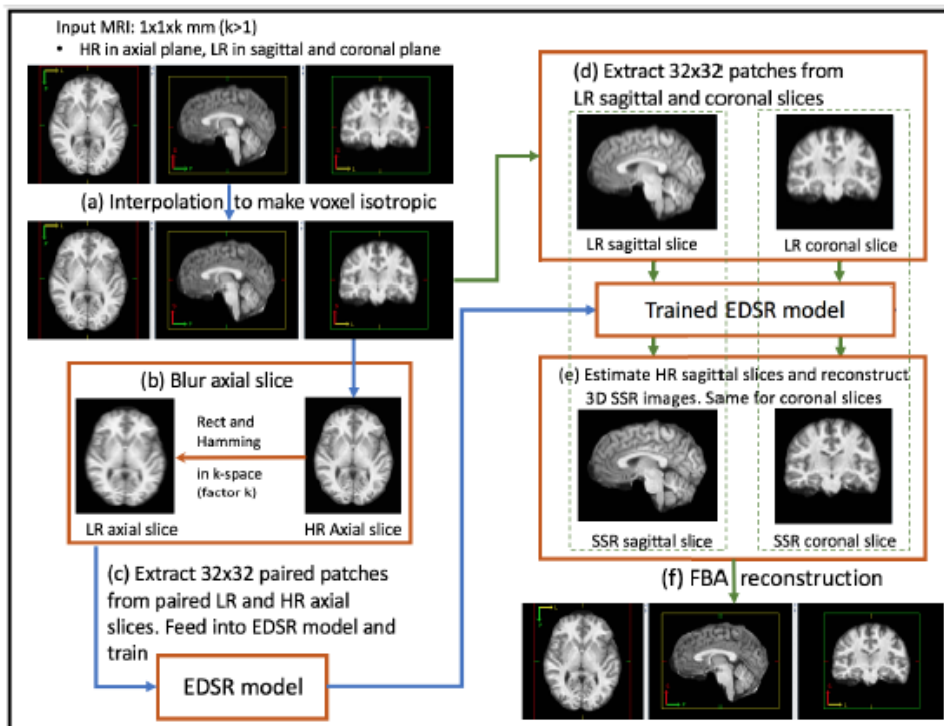 Input MRI: 1x1xk mm (k>1)
• HR in axial plane, LR in sagittal and coronal plane
(a) Interpolation to make voxel isotropic
(b) Blur axial slice
Rect and
Hamming
in k-space
(factor k)
LR axial slice
HR Axial slice
(c) Extract 32x32 paired patches
from paired LR and HR axial
slices. Feed into EDSR model and
train
EDSR model
(d) Extract 32x32 patches from
LR sagittal and coronal slices
LR sagittal slice
LR coronal slice
Trained EDSR model
(e) Estimate HR sagittal slices and reconstruct
3D SSR images. Same for coronal slices
SSR sagittal slice
SSR coronal slice
(f) FBA reconstruction